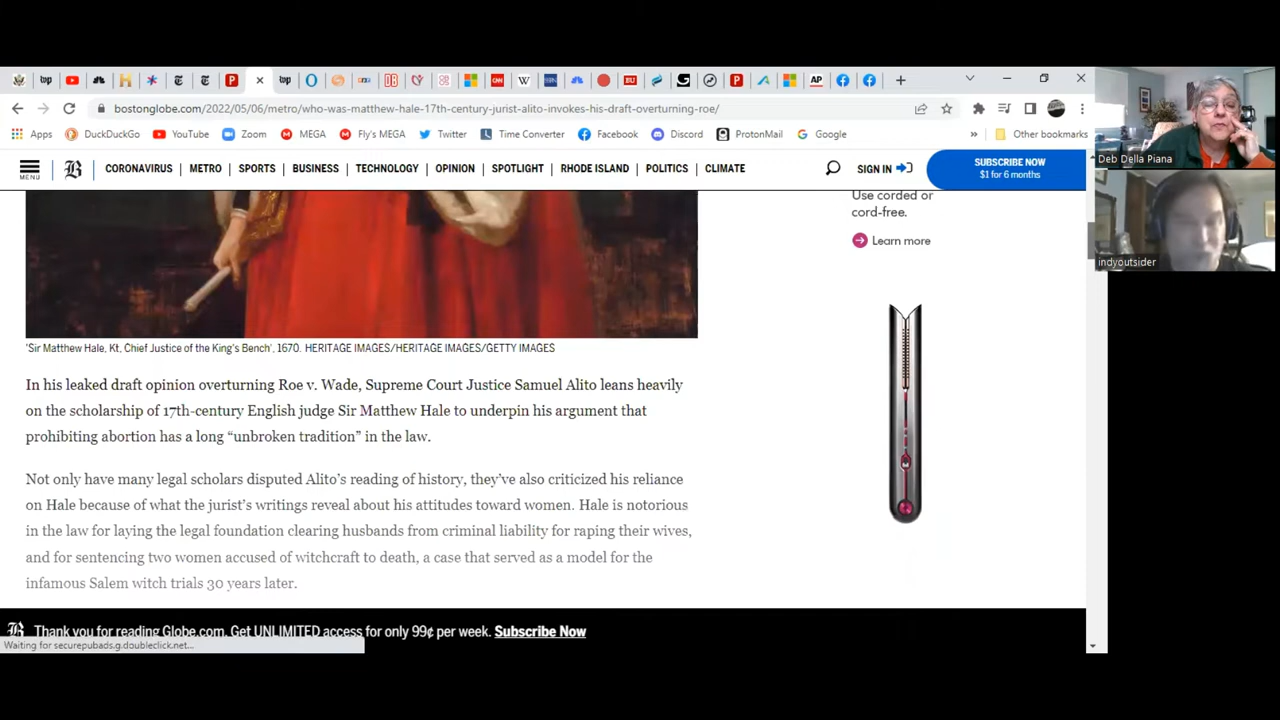 bostonglobe.com/2022/05/06/metro/who-was-matthew-hale-17th-century-jurist-alito-invokes-his-draft-overturning-roe/
Apps DuckDuckGo YouTube Zoom MEGA Fly's MEGA Twitter Time Converter Facebook Discord ProtonMail Google » Other bookmarks
MENU B CORONAVIRUS METRO SPORTS BUSINESS TECHNOLOGY OPINION SPOTLIGHT RHODE ISLAND POLITICS CLIMATE SIGN IN SUBSCRIBE NOW
$1 for 6 months
Deb Della Piana
indyoutsider
Use corded or
cord-free.
Learn more
'Sir Matthew Hale, Kt, Chief Justice of the King's Bench', 1670. HERITAGE IMAGES/HERITAGE IMAGES/GETTY IMAGES
In his leaked draft opinion overturning Roe v. Wade, Supreme Court Justice Samuel Alito leans heavily
on the scholarship of 17th-century English judge Sir Matthew Hale to underpin his argument that
prohibiting abortion has a long “unbroken tradition” in the law.
Not only have many legal scholars disputed Alito’s reading of history, they’ve also criticized his reliance
on Hale because of what the jurist’s writings reveal about his attitudes toward women. Hale is notorious
in the law for laying the legal foundation clearing husbands from criminal liability for raping their wives,
and for sentencing two women accused of witchcraft to death, a case that served as a model for the
infamous Salem witch trials 30 years later.
Thank you for reading Globe.com. Get UNLIMITED access for only 99¢ per week. Subscribe Now
Waiting for securepubads.g.doubleclick.net...